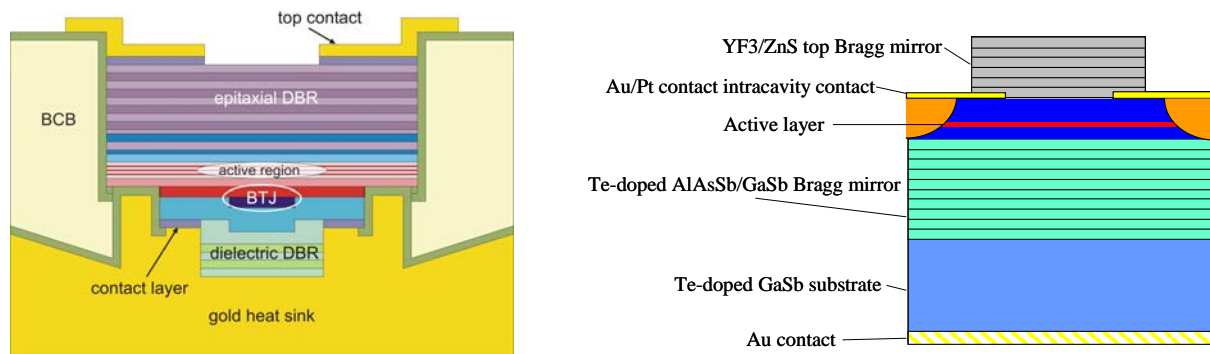 top contact
epitaxial DBR
BCB
active region
BTJ
dielectric DBR
contact layer
gold heat sink
YF3/ZnS top Bragg mirror
Au/Pt contact intracavity contact
Active layer
Te-doped AlAsSb/GaSb Bragg mirror
Te-doped GaSb substrate
Au contact